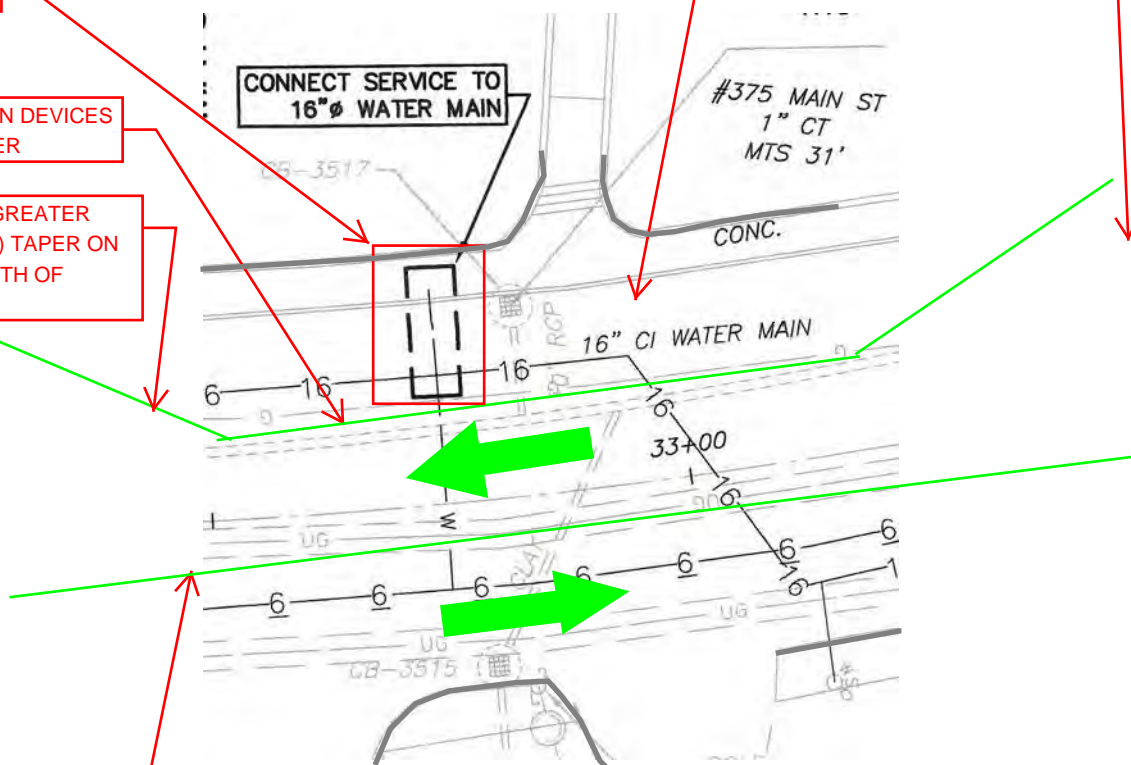 CONNECT SERVICE TO
16"ø WATER MAIN
#375 MAIN ST
1" CT
MTS 31'
N DEVICES
ER
CB-3517
GREATER
) TAPER ON
TH OF
CONC.
RCP
16" CI WATER MAIN
6
16
16
G
16
33+00
16
UG
UG
W
6
6
6
6
6
6
6
16
CLAY
UG
UG
CB-3515